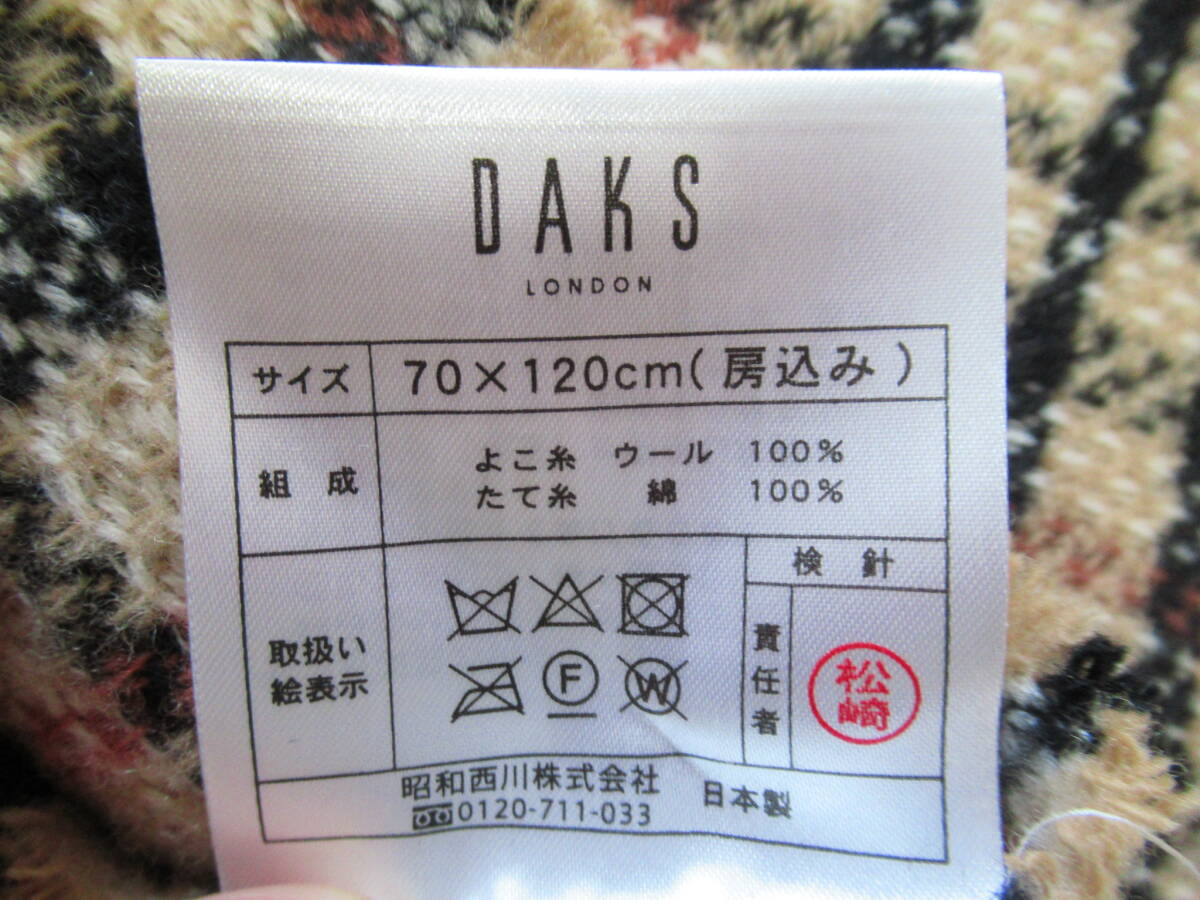 DAKS
LONDON
サイズ 70×120cm(房込み)
組成 よこ糸 ウール 100%
たて糸 綿 100%
取扱い
絵表示
F W
検針
責任者
松崎
昭和西川株式会社
0120-711-033
日本製